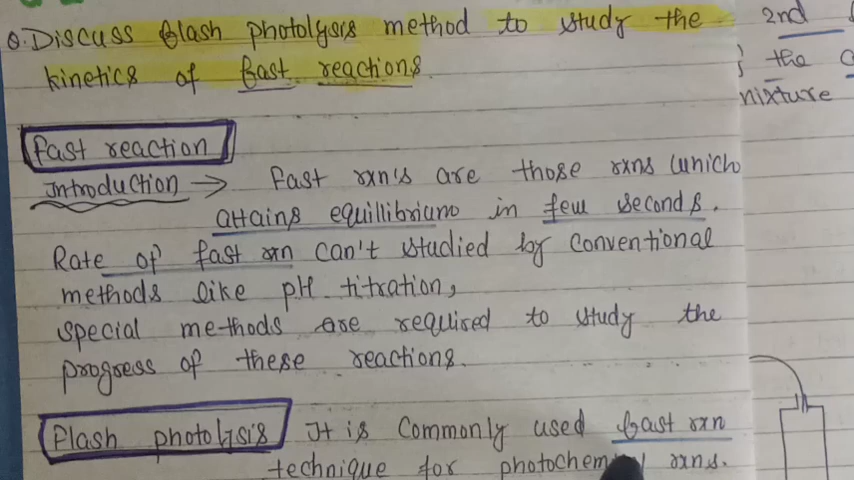 Q. Discuss flash photolysis method to study the
kinetics of fast reactions.
Fast reaction
Introduction → Fast rxn's are those rxns which
attains equillibrium in few seconds.
Rate of fast rxn can't studied by conventional
methods like pH titration,
special methods are required to study the
progress of these reactions.
Flash photolysis It is commonly used fast rxn
technique for rxns.
2nd
the
mixture